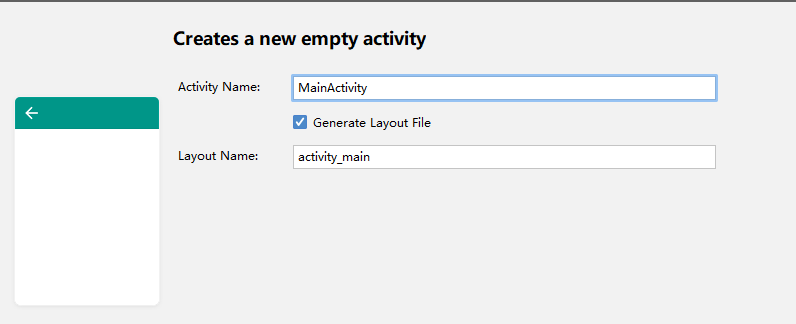 Creates a new empty activity
Activity Name: MainActivity
Generate Layout File
Layout Name: activity_main